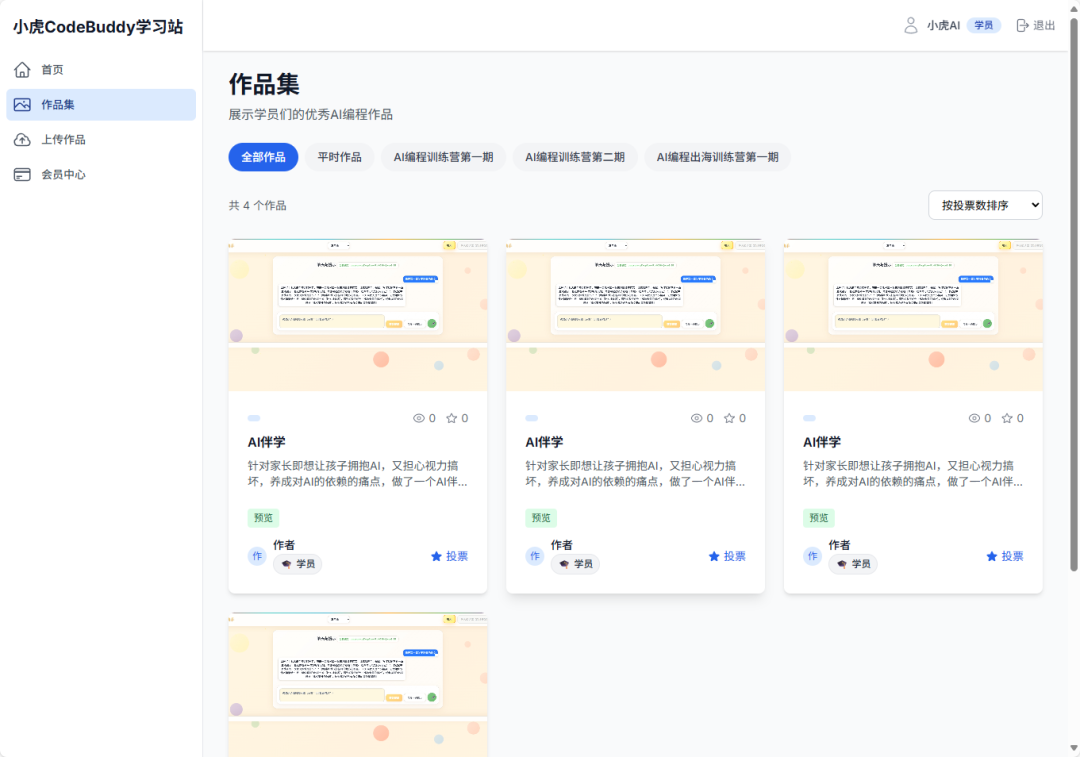 小虎CodeBuddy学习站
小虎AI
学员
退出
首页
作品集
上传作品
会员中心
作品集
展示学员们的优秀AI编程作品
全部作品
平时作品
AI编程训练营第一期
AI编程训练营第二期
AI编程出海训练营第一期
共 4 个作品
按投票数排序
0
0
AI伴学
针对家长即想让孩子拥抱AI，又担心视力搞
坏，养成对AI的依赖的痛点，做了一个AI伴...
预览
作
作者
学员
投票
0
0
AI伴学
针对家长即想让孩子拥抱AI，又担心视力搞
坏，养成对AI的依赖的痛点，做了一个AI伴...
预览
作
作者
学员
投票
0
0
AI伴学
针对家长即想让孩子拥抱AI，又担心视力搞
坏，养成对AI的依赖的痛点，做了一个AI伴...
预览
作
作者
学员
投票